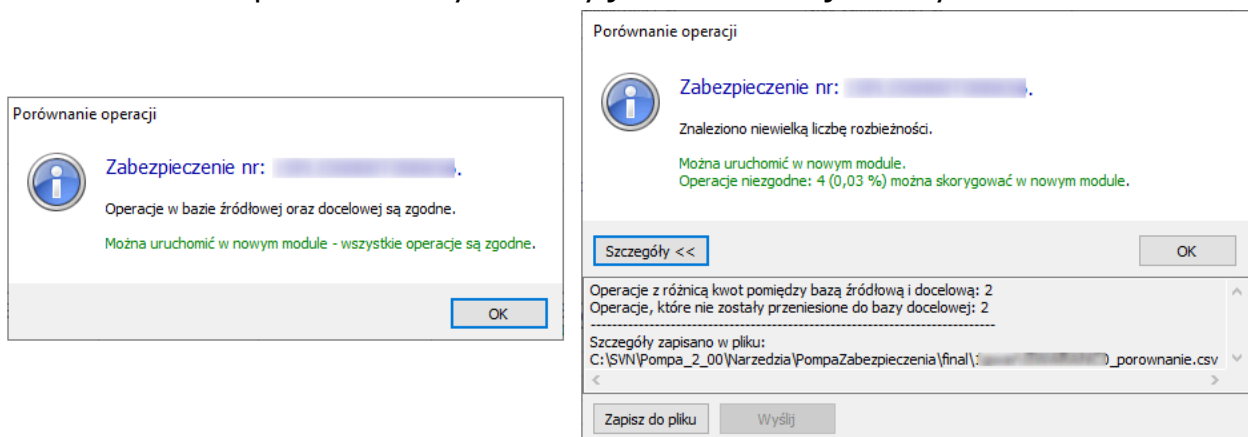 Porównanie operacji
Zabezpieczenie nr: .
Operacje w bazie źródłowej oraz docelowej są zgodne.
Można uruchomić w nowym module - wszystkie operacje są zgodne.
OK
Porównanie operacji
Zabezpieczenie nr: .
Znaleziono niewielką liczbę rozbieżności.
Można uruchomić w nowym module.
Operacje niezgodne: 4 (0,03 %) można skorygować w nowym module.
Szczegóły <<
OK
Operacje z różnicą kwot pomiędzy bazą źródłową i docelową: 2
Operacje, które nie zostały przeniesione do bazy docelowej: 2
--------------------------------------------------------------------------
Szczegóły zapisano w pliku:
C:\SVN\Pompa_2_00\Narzedzia\PompaZabezpieczenia\final\ _porownanie.csv
Zapisz do pliku
Wyślij